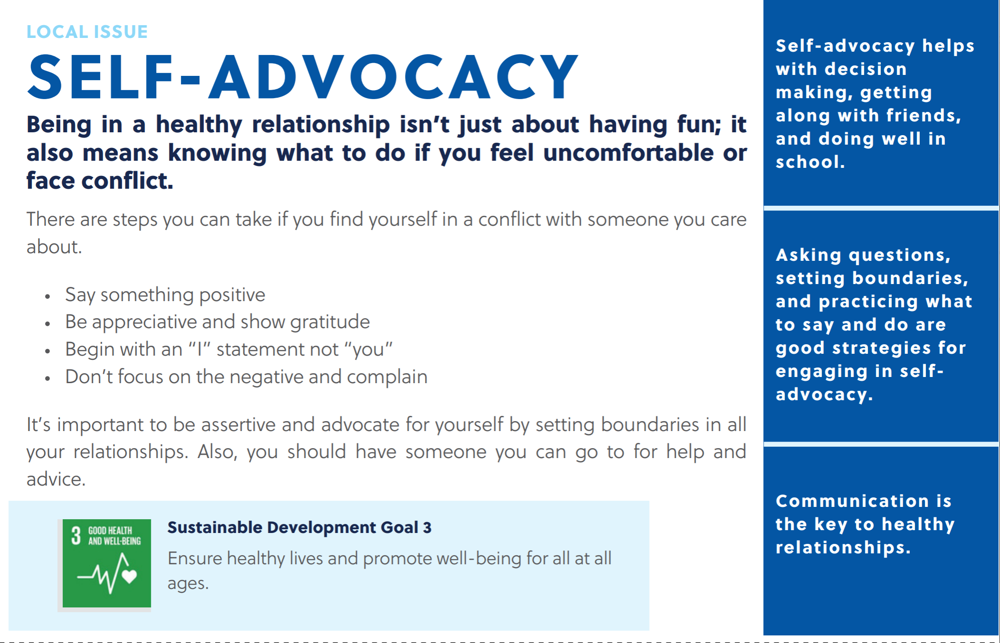 LOCAL ISSUE
SELF-ADVOCACY
Being in a healthy relationship isn't just about having fun; it
also means knowing what to do if you feel uncomfortable or
face conflict.
There are steps you can take if you find yourself in a conflict with someone you care
about.
• Say something positive
• Be appreciative and show gratitude
• Begin with an "I" statement not "you"
• Don't focus on the negative and complain
It's important to be assertive and advocate for yourself by setting boundaries in all
your relationships. Also, you should have someone you can go to for help and
advice.
3 GOOD HEALTH
AND WELL-BEING
Sustainable Development Goal 3
Ensure healthy lives and promote well-being for all at all
ages.
Self-advocacy helps
with decision
making, getting
along with friends,
and doing well in
school.
Asking questions,
setting boundaries,
and practicing what
to say and do are
good strategies for
engaging in self-
advocacy.
Communication is
the key to healthy
relationships.